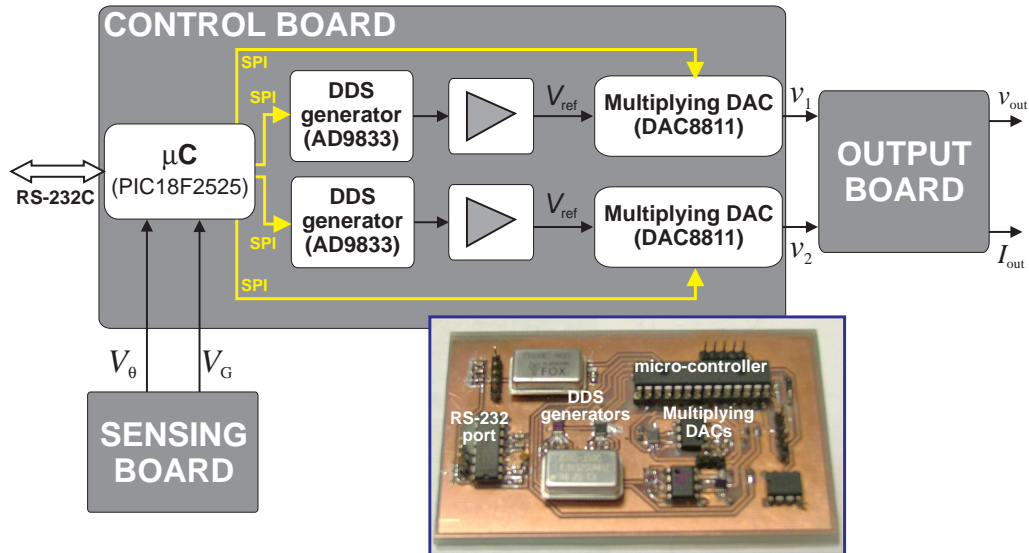 CONTROL BOARD
SPI
SPI
DDS
generator
(AD9833)
Vref
Multiplying DAC
(DAC8811)
v1
vout
μC
(PIC18F2525)
RS-232C
OUTPUT
BOARD
SPI
DDS
generator
(AD9833)
Vref
Multiplying DAC
(DAC8811)
v2
Iout
SPI
Vθ
VG
SENSING
BOARD
FOX
micro-controller
DDS
generators
RS-232
port
Multiplying
DACs